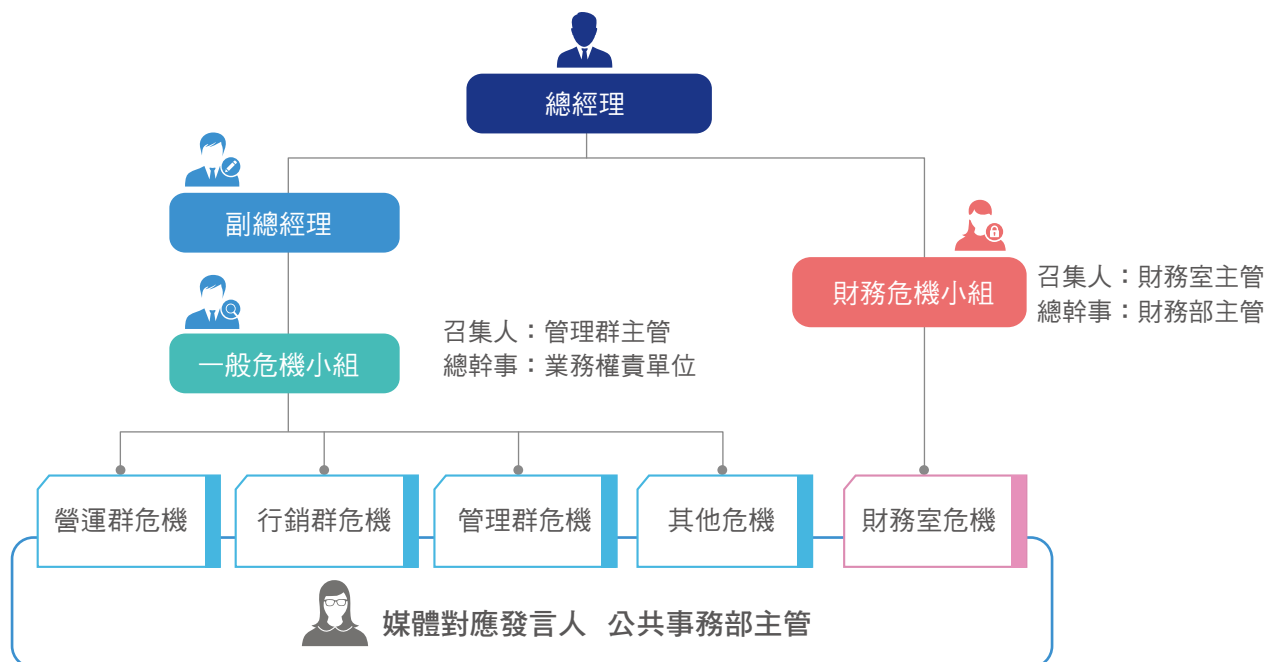 總經理
副總經理
財務危機小組
召集人：財務室主管
總幹事：財務部主管
一般危機小組
召集人：管理群主管
總幹事：業務權責單位
營運群危機
行銷群危機
管理群危機
其他危機
財務室危機
媒體對應發言人 公共事務部主管